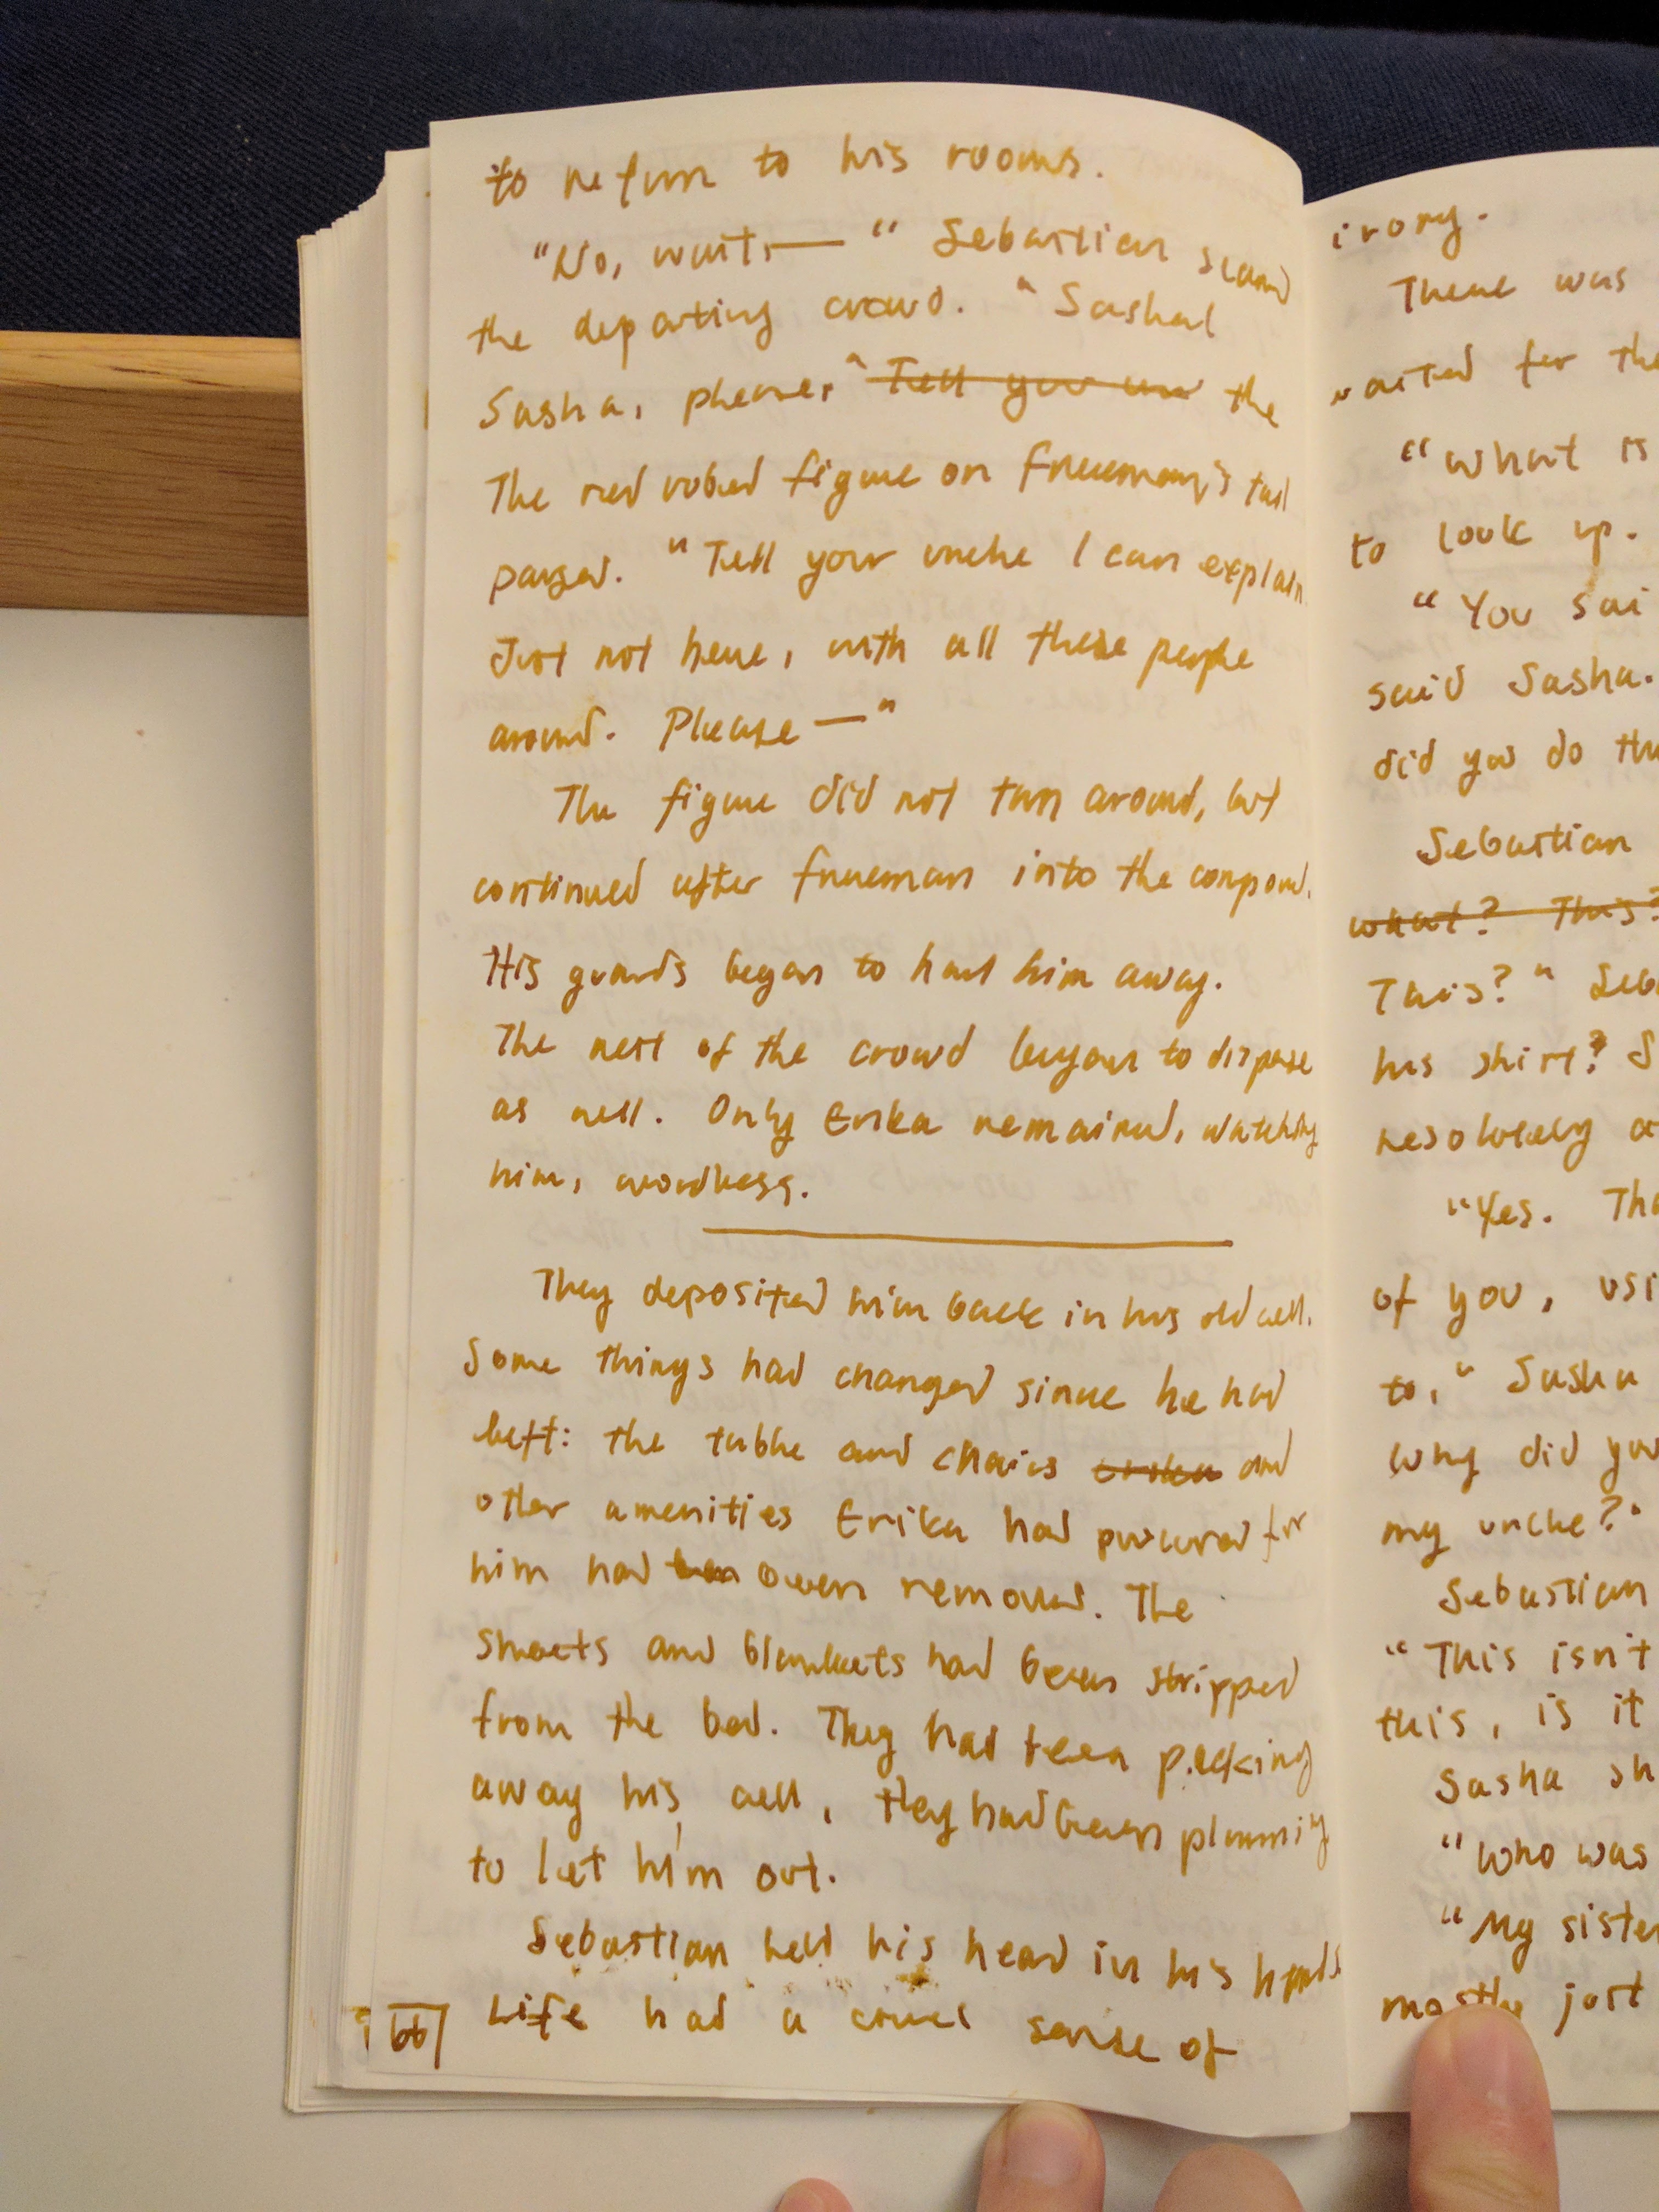 to return to his rooms.
"No, wait, — " Sebastian scanned
the departing crowd. "Sasha!
Sasha, please," Tell your un the
The red robed figure on Freeman's tail
paused. "Tell your uncle I can explain.
Just not here, with all these people
around. Please — "
The figure did not turn around, but
continued after Freeman into the compound.
His guards began to haul him away.
The rest of the crowd began to disperse
as well. Only Erika remained, watching
him, wordless.
They deposited him back in his old cell.
Some things had changed since he had
left: the table and chairs Erika and
other amenities Erika had procured for
him had been removed. The
sheets and blankets had been stripped
from the bed. They had been packing
away his cell, they had been planning
to let him out.
Sebastian held his head in his hands.
Life had a cruel sense of
166
irony.
There was
waited for the
"What is
to look up.
"You sai
said Sasha.
did you do thi
Sebastian
what? This?
This?" Seb
his shirt? S
resolutely at
"Yes. Tha
of you, usi
to," Sasha
why did you
my uncle?"
Sebastian
"This isn't
this, is it
Sasha sh
"Who was
"My siste
mostly just